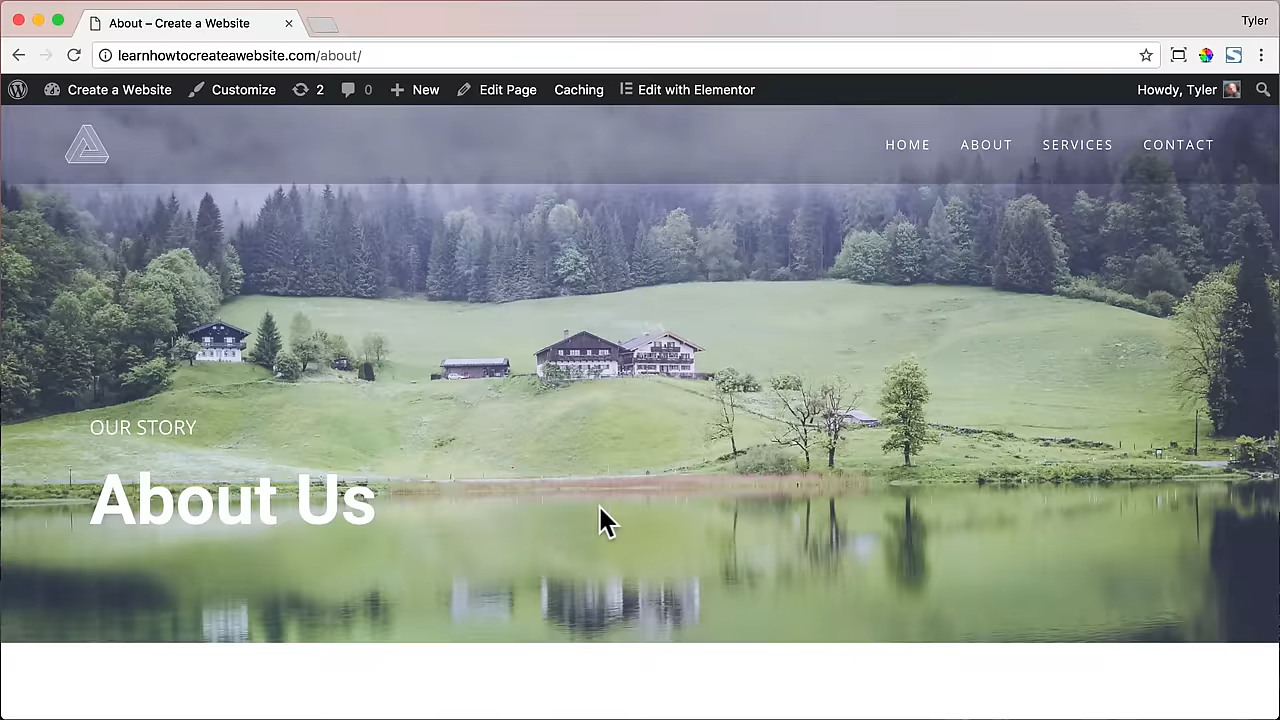 About – Create a Website
Tyler
learnhowtocreateawebsite.com/about/
Create a Website Customize 2 0 New Edit Page Caching Edit with Elementor Howdy, Tyler
HOME ABOUT SERVICES CONTACT
OUR STORY
About Us